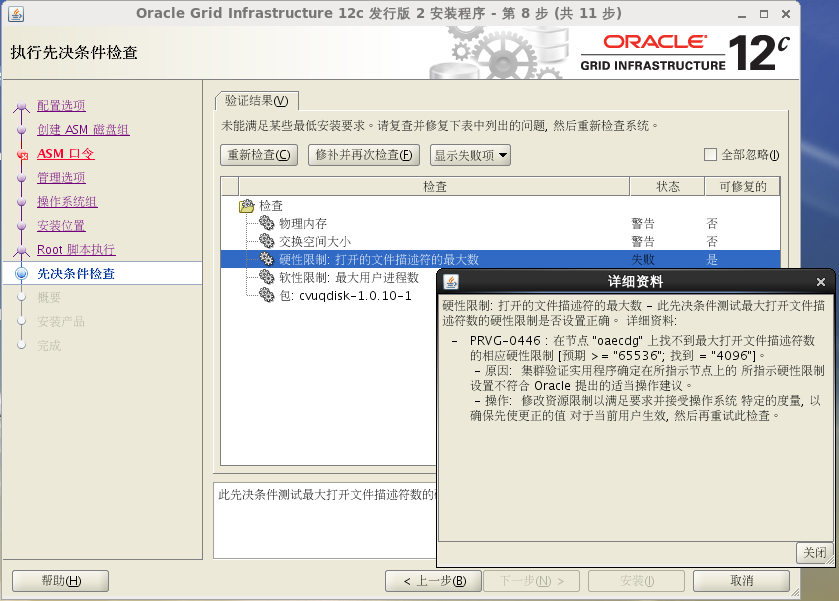 Oracle Grid Infrastructure 12c 发行版 2 安装程序 - 第 8 步 (共 11 步)
执行先决条件检查
ORACLE
GRID INFRASTRUCTURE
12c
配置选项
创建 ASM 磁盘组
ASM 口令
管理选项
操作系统组
安装位置
Root 脚本执行
先决条件检查
概要
安装产品
完成
验证结果(V)
未能满足某些最低安装要求。请复查并修复下表中列出的问题, 然后重新检查系统。
重新检查(C)
修补并再次检查(F)
显示失败项
全部忽略(I)
检查
状态
可修复的
检查
物理内存
警告
否
交换空间大小
警告
否
硬性限制: 打开的文件描述符的最大数
失败
是
软性限制: 最大用户进程数
包: cvuqdisk-1.0.10-1
此先决条件测试最大打开文件描述符数的
详细资料
硬性限制: 打开的文件描述符的最大数 - 此先决条件测试最大打开文件描
述符数的硬性限制是否设置正确。 详细资料:
- PRVG-0446 : 在节点 "oaecdg" 上找不到最大打开文件描述符数
的相应硬性限制 [预期 >= "65536"; 找到 = "4096"]。
- 原因: 集群验证实用程序确定在所指示节点上的 所指示硬性限制
设置不符合 Oracle 提出的适当操作建议。
- 操作: 修改资源限制以满足要求并接受操作系统 特定的度量, 以
确保先使更正的值 对于当前用户生效, 然后再重试此检查。
关闭
帮助(H)
< 上一步(B)
下一步(N) >
安装(I)
取消